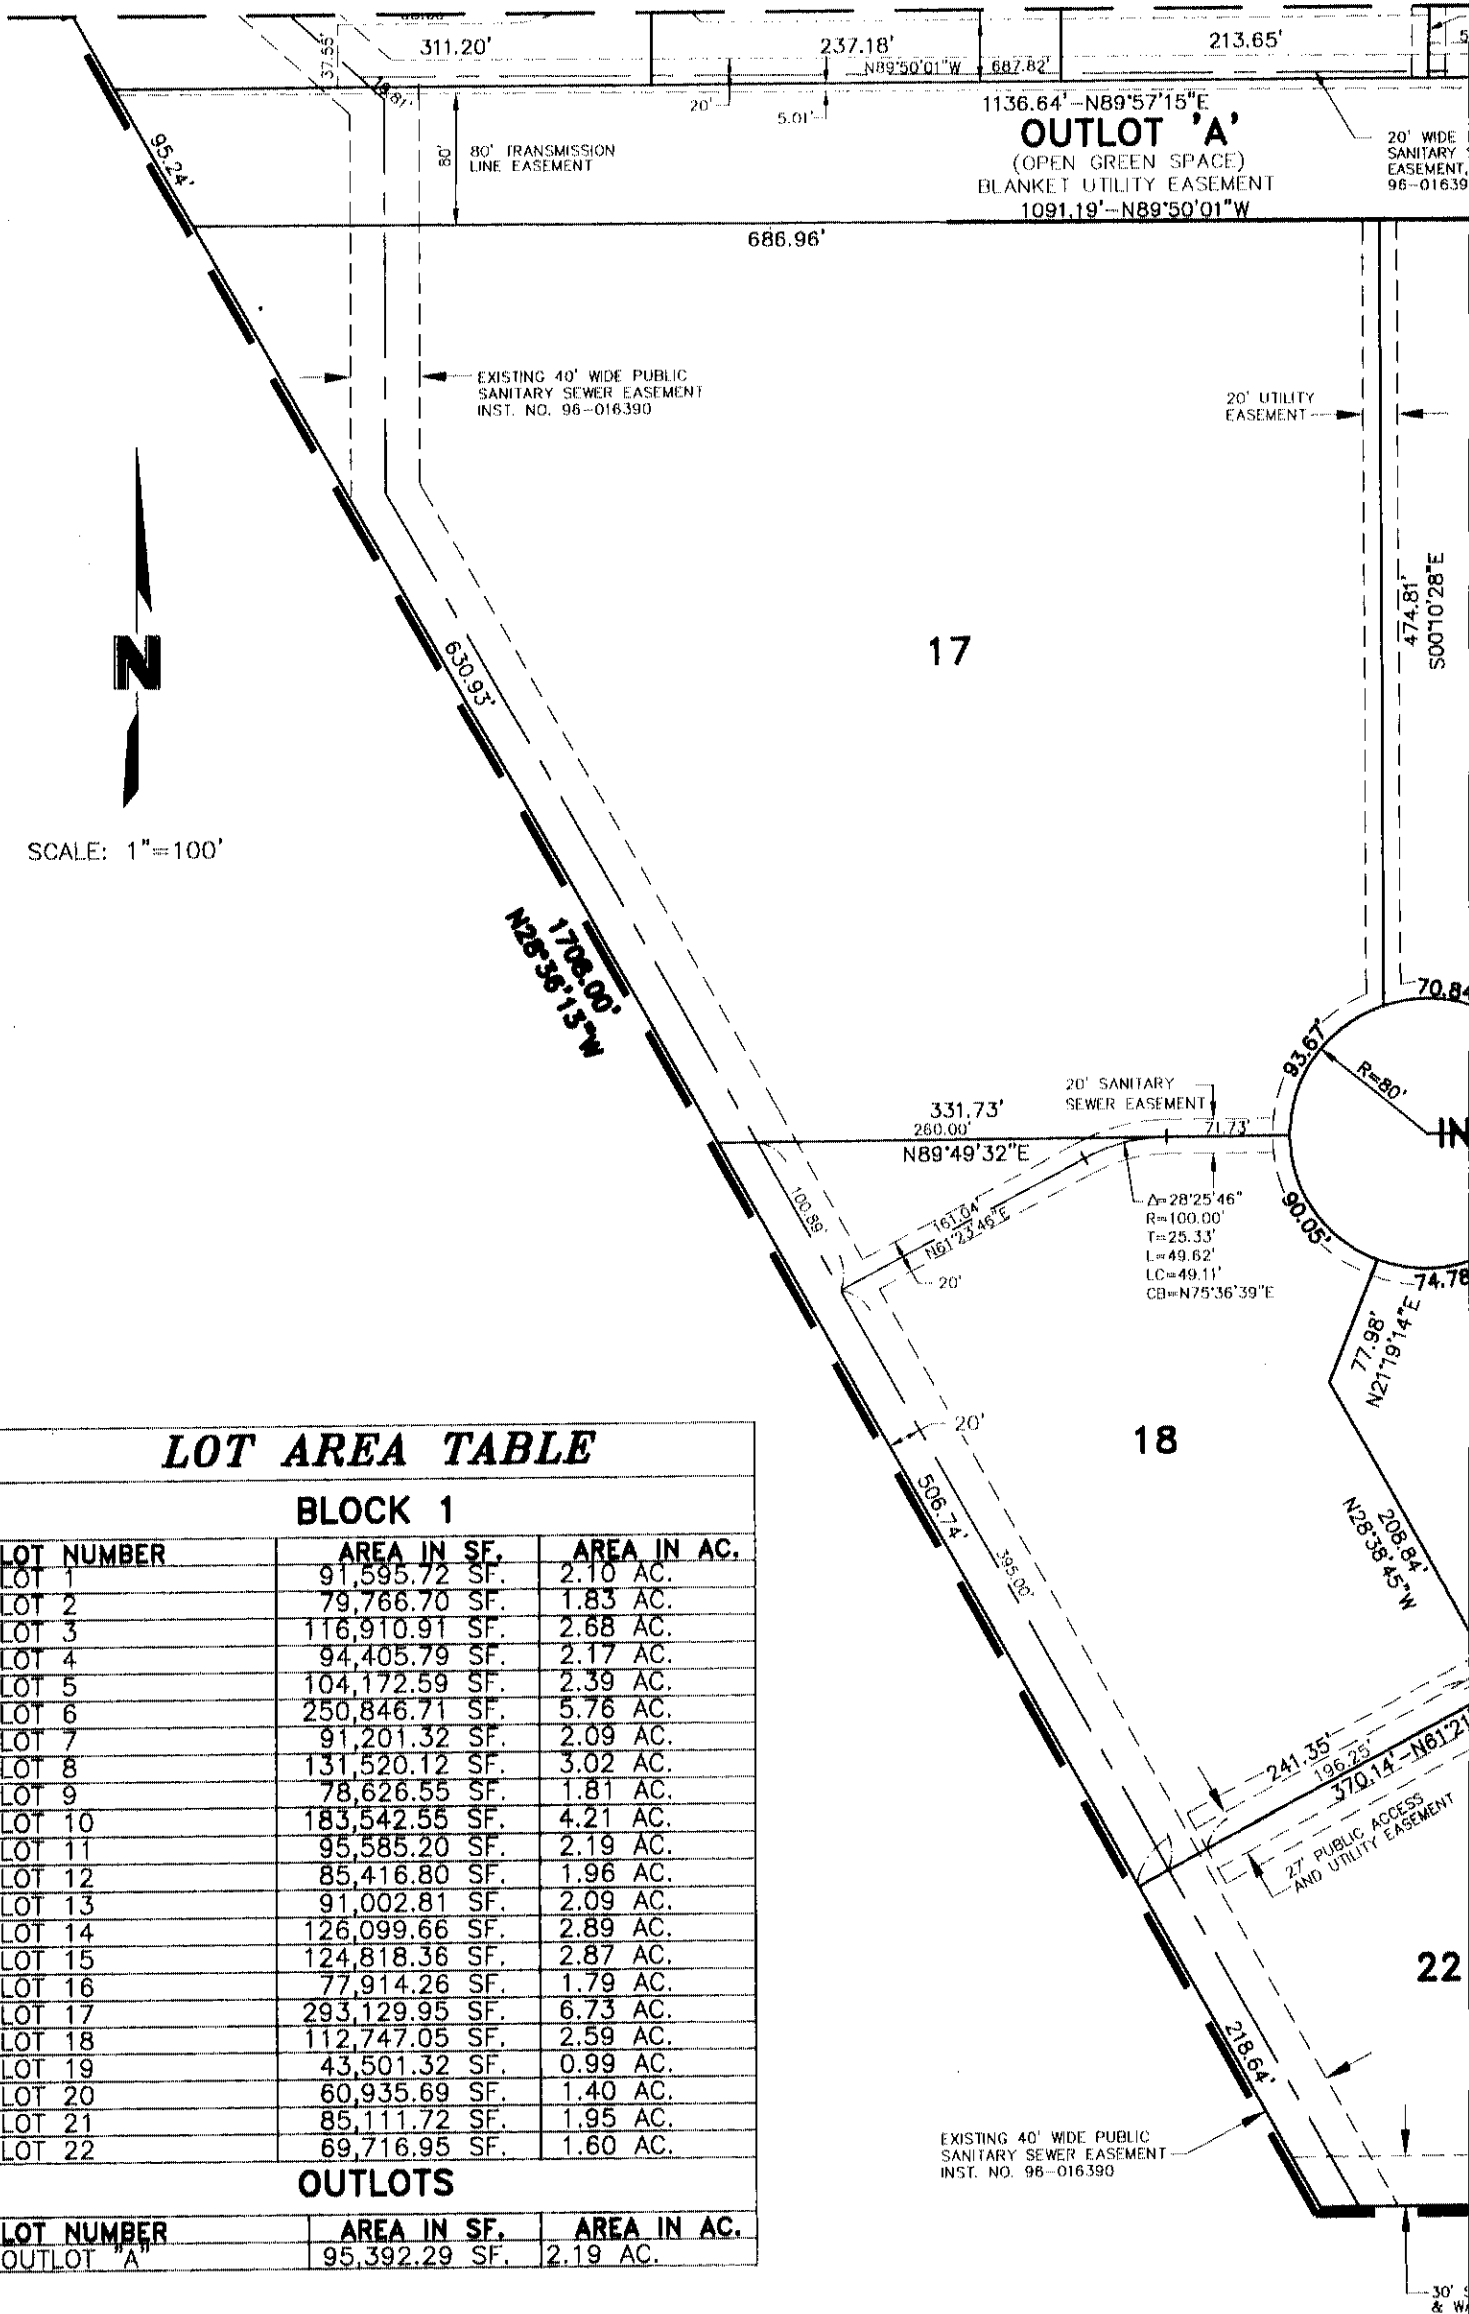 311.20'
237.18'
213.65'
37.55'
N89°50'01"W 687.82'
18.81'
20'
5.01'
1136.64'-N89°57'15"E
OUTLOT 'A'
(OPEN GREEN SPACE)
BLANKET UTILITY EASEMENT
1091.19'-N89°50'01"W
20' WIDE
SANITARY
EASEMENT,
96-01639
95.24'
80'
80' TRANSMISSION
LINE EASEMENT
686.96'
EXISTING 40' WIDE PUBLIC
SANITARY SEWER EASEMENT
INST. NO. 96-016390
20' UTILITY
EASEMENT
N
SCALE: 1"=100'
474.81'
S00°10'28"E
17
630.93'
1706.00'
N28°36'13"W
70.84
93.67'
R=80'
IN
20' SANITARY
SEWER EASEMENT
331.73'
260.00'
71.73'
N89°49'32"E
100.89'
161.04'
N61°23'46"E
20'
Δ=28°25'46"
R=100.00'
T=25.33'
L=49.62'
LC=49.11'
CB=N75°36'39"E
90.05'
74.78
77.98'
N21°19'14"E
18
20'
506.74'
395.00'
208.84'
N28°38'45"W
241.35'
196.25'
370.14'-N61°21
27' PUBLIC ACCESS
AND UTILITY EASEMENT
22
218.64'
EXISTING 40' WIDE PUBLIC
SANITARY SEWER EASEMENT
INST. NO. 96-016390
30'
& W
LOT AREA TABLE
BLOCK 1
LOT NUMBER AREA IN SF. AREA IN AC.
LOT 1 91,595.72 SF. 2.10 AC.
LOT 2 79,766.70 SF. 1.83 AC.
LOT 3 116,910.91 SF. 2.68 AC.
LOT 4 94,405.79 SF. 2.17 AC.
LOT 5 104,172.59 SF. 2.39 AC.
LOT 6 250,846.71 SF. 5.76 AC.
LOT 7 91,201.32 SF. 2.09 AC.
LOT 8 131,520.12 SF. 3.02 AC.
LOT 9 78,626.55 SF. 1.81 AC.
LOT 10 183,542.55 SF. 4.21 AC.
LOT 11 95,585.20 SF. 2.19 AC.
LOT 12 85,416.80 SF. 1.96 AC.
LOT 13 91,002.81 SF. 2.09 AC.
LOT 14 126,099.66 SF. 2.89 AC.
LOT 15 124,818.36 SF. 2.87 AC.
LOT 16 77,914.26 SF. 1.79 AC.
LOT 17 293,129.95 SF. 6.73 AC.
LOT 18 112,747.05 SF. 2.59 AC.
LOT 19 43,501.32 SF. 0.99 AC.
LOT 20 60,935.69 SF. 1.40 AC.
LOT 21 85,111.72 SF. 1.95 AC.
LOT 22 69,716.95 SF. 1.60 AC.
OUTLOTS
LOT NUMBER AREA IN SF. AREA IN AC.
OUTLOT "A" 95,392.29 SF. 2.19 AC.